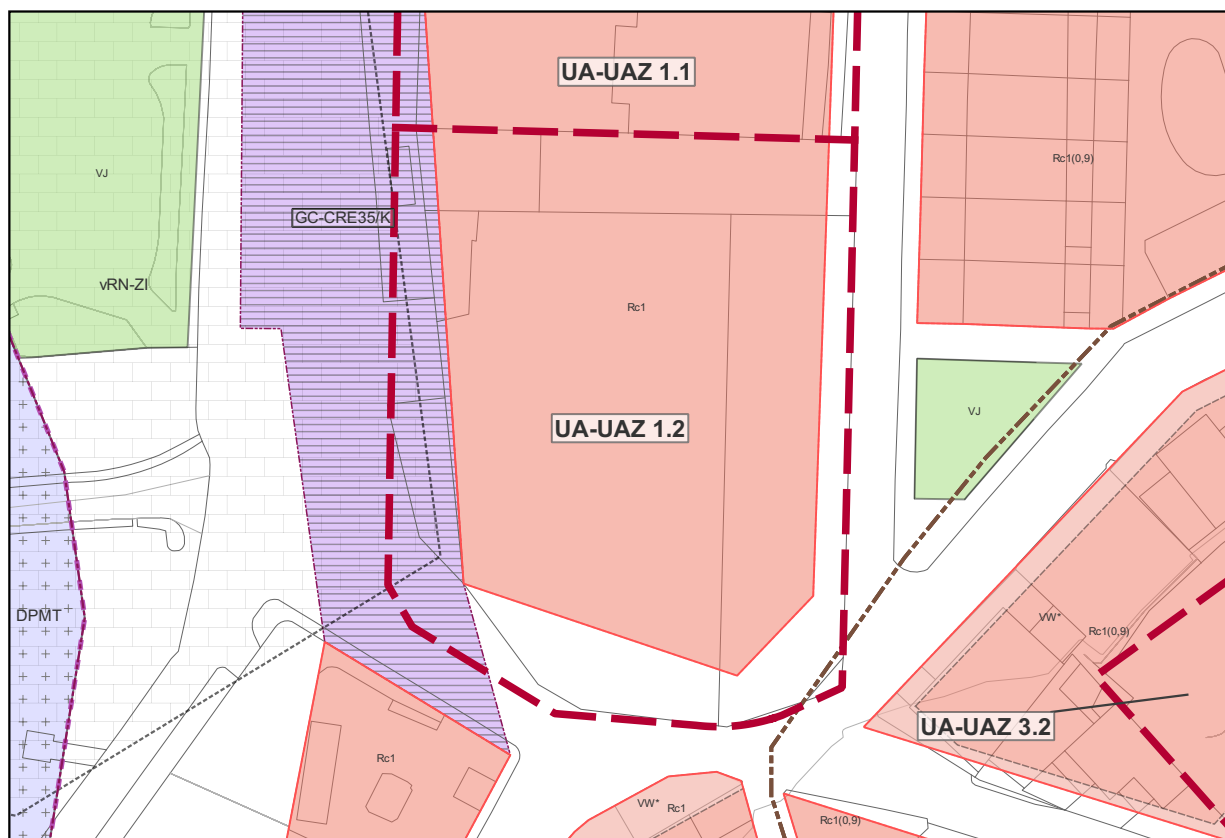 UA-UAZ 1.1
Rc1(0,9)
VJ
GC-CRE35/K
vRN-ZI
Rc1
VJ
UA-UAZ 1.2
DPMT
VW*
Rc1(0,9)
UA-UAZ 3.2
Rc1
VW*
Rc1
Rc1(0,9)